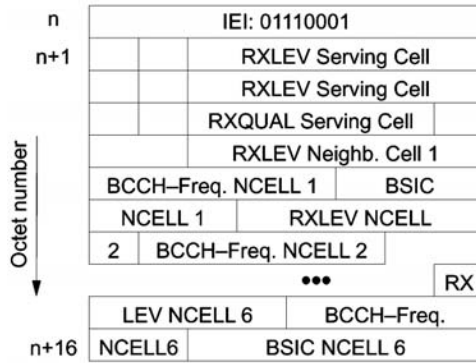 n IEI: 01110001
n+1 RXLEV Serving Cell
RXLEV Serving Cell
RXQUAL Serving Cell
RXLEV Neighb. Cell 1
BCCH–Freq. NCELL 1 BSIC
NCELL 1 RXLEV NCELL
2 BCCH–Freq. NCELL 2
••• RX
LEV NCELL 6 BCCH–Freq.
n+16 NCELL6 BSIC NCELL 6
Octet number